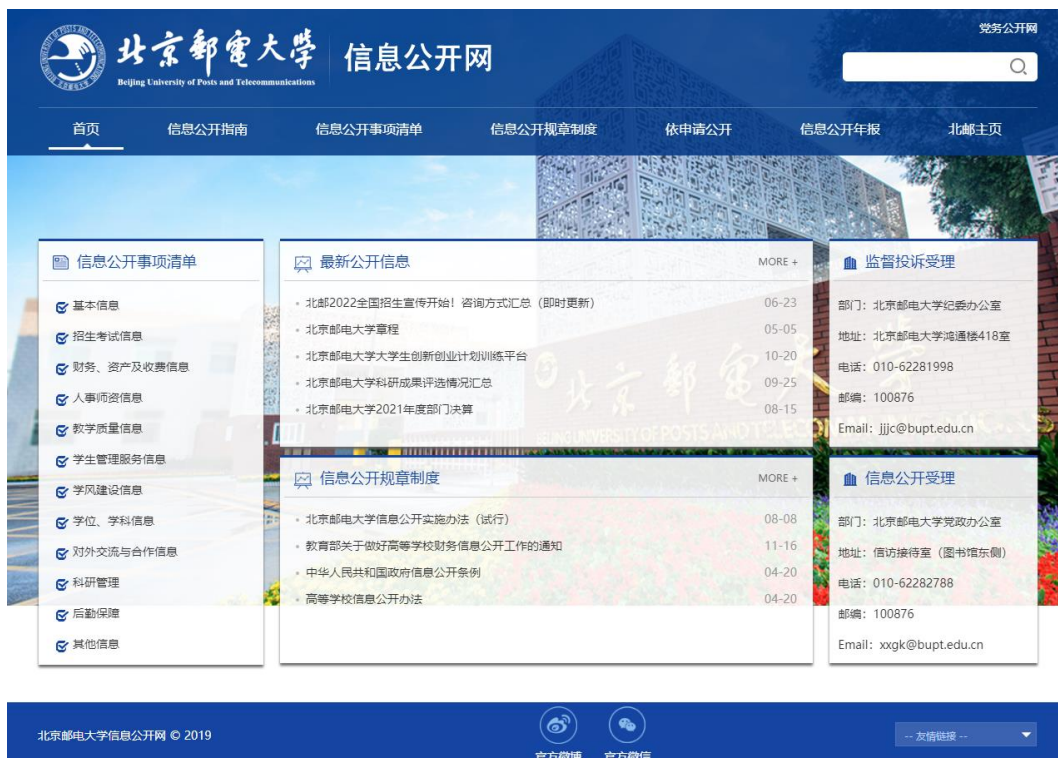 党务公开网
北京郵電大學
Beijing University of Posts and Telecommunications
信息公开网
首页
信息公开指南
信息公开事项清单
信息公开规章制度
依申请公开
信息公开年报
北邮主页
信息公开事项清单
基本信息
招生考试信息
财务、资产及收费信息
人事师资信息
教学质量信息
学生管理服务信息
学风建设信息
学位、学科信息
对外交流与合作信息
科研管理
后勤保障
其他信息
最新公开信息
MORE +
北邮2022全国招生宣传开始！咨询方式汇总（即时更新） 06-23
北京邮电大学章程 05-05
北京邮电大学大学生创新创业计划训练平台 10-20
北京邮电大学科研成果评选情况汇总 09-25
北京邮电大学2021年度部门决算 08-15
信息公开规章制度
MORE +
北京邮电大学信息公开实施办法（试行） 08-08
教育部关于做好高等学校财务信息公开工作的通知 11-16
中华人民共和国政府信息公开条例 04-20
高等学校信息公开办法 04-20
监督投诉受理
部门：北京邮电大学纪委办公室
地址：北京邮电大学鸿通楼418室
电话：010-62281998
邮编：100876
Email：jjjc@bupt.edu.cn
信息公开受理
部门：北京邮电大学党政办公室
地址：信访接待室（图书馆东侧）
电话：010-62282788
邮编：100876
Email：xxgk@bupt.edu.cn
北京邮电大学信息公开网 © 2019
官方微博
官方微信
-- 友情链接 --